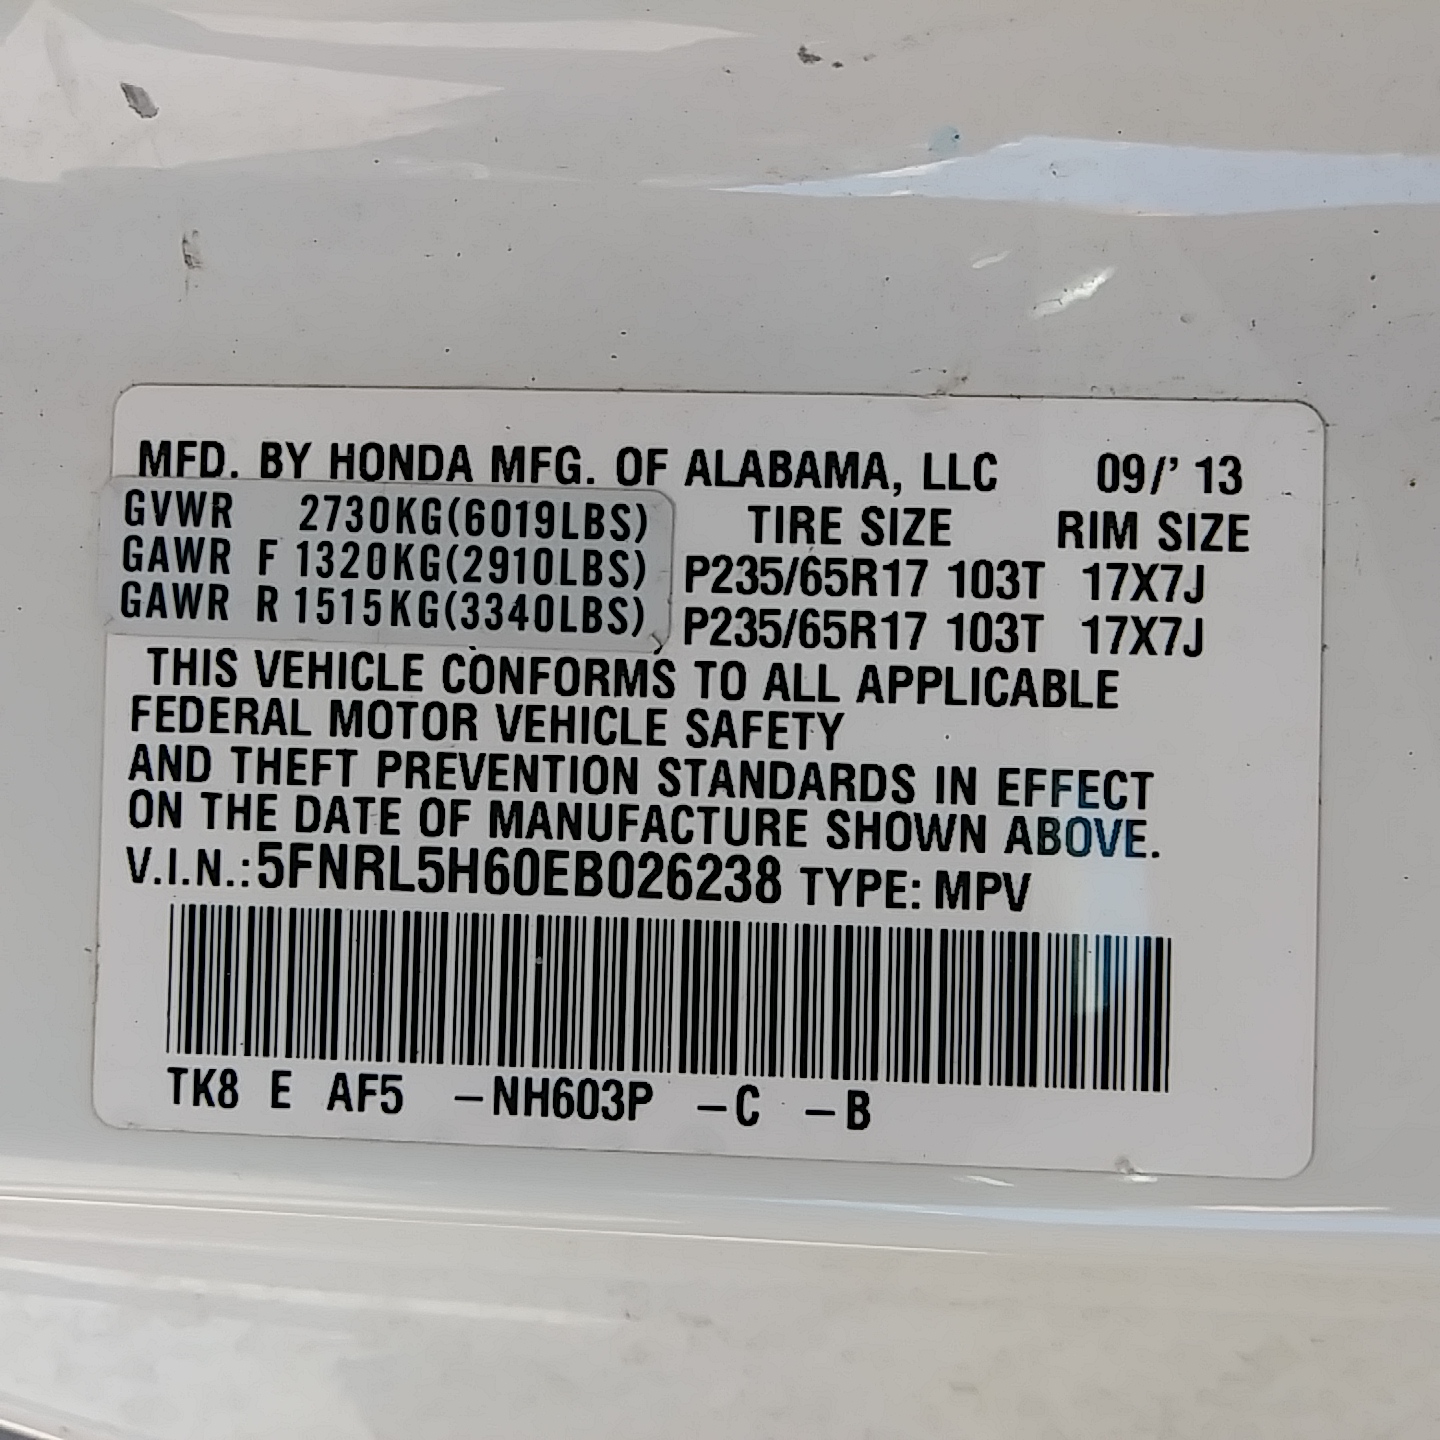 MFD. BY HONDA MFG. OF ALABAMA, LLC 09/' 13
GVWR 2730KG(6019LBS) TIRE SIZE RIM SIZE
GAWR F 1320KG(2910LBS) P235/65R17 103T 17X7J
GAWR R 1515KG(3340LBS) P235/65R17 103T 17X7J
THIS VEHICLE CONFORMS TO ALL APPLICABLE
FEDERAL MOTOR VEHICLE SAFETY
AND THEFT PREVENTION STANDARDS IN EFFECT
ON THE DATE OF MANUFACTURE SHOWN ABOVE.
V.I.N.:5FNRL5H60EB026238 TYPE: MPV
TK8 E AF5 –NH603P –C –B